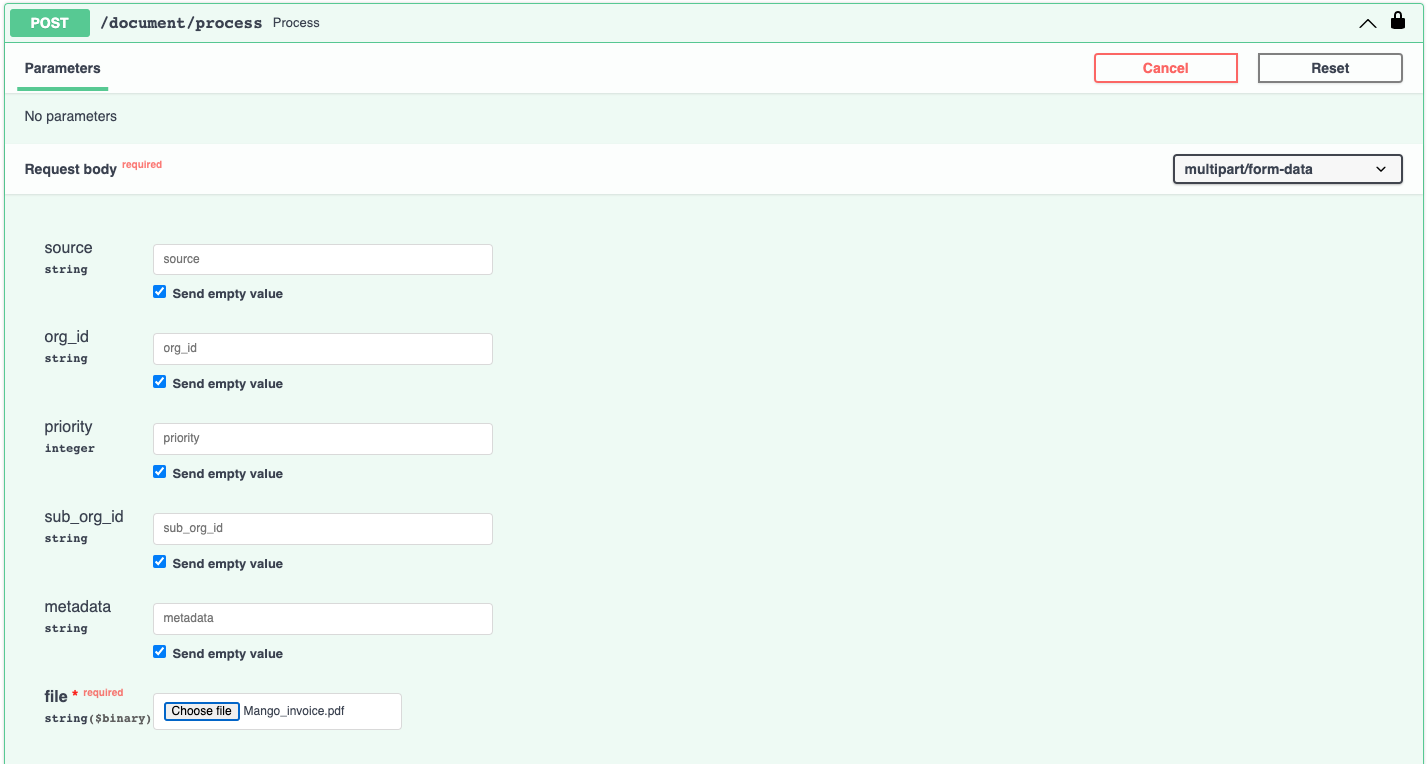 POST /document/process Process
Parameters
Cancel
Reset
No parameters
Request body required
multipart/form-data
source
string
source
Send empty value
org_id
string
org_id
Send empty value
priority
integer
priority
Send empty value
sub_org_id
string
sub_org_id
Send empty value
metadata
string
metadata
Send empty value
file * required
string($binary)
Choose file Mango_invoice.pdf